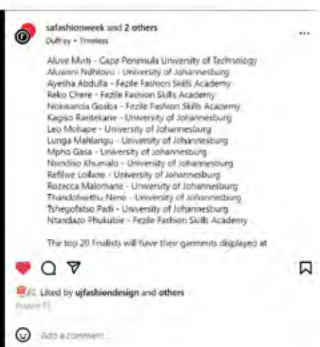 safashionweek and 2 others
Duffrey • Timeless
Aluve Mviti - Cape Peninsula University of Technology
Aluwani Ndhlovu - University of Johannesburg
Ayesha Abdulla - Fezile Fashion Skills Academy
Reko Chere - Fezile Fashion Skills Academy
Nokwanda Goaba - Fezile Fashion Skills Academy
Kagiso Rantekane - University of Johannesburg
Leo Mohape - University of Johannesburg
Lunga Mahlangu - University of Johannesburg
Mpho Gasa - University of Johannesburg
Nsindiso Khumalo - University of Johannesburg
Refilwe - University of Johannesburg
Rozecca Malomane - University of Johannesburg
Thandolwethu Nene - University of Johannesburg
Tshegofatso Padi - University of Johannesburg
Ntandazo - Fezile Fashion Skills Academy
The top 20 finalists will have their garments displayed at
Liked by ujfashiondesign and others
Add a comment...